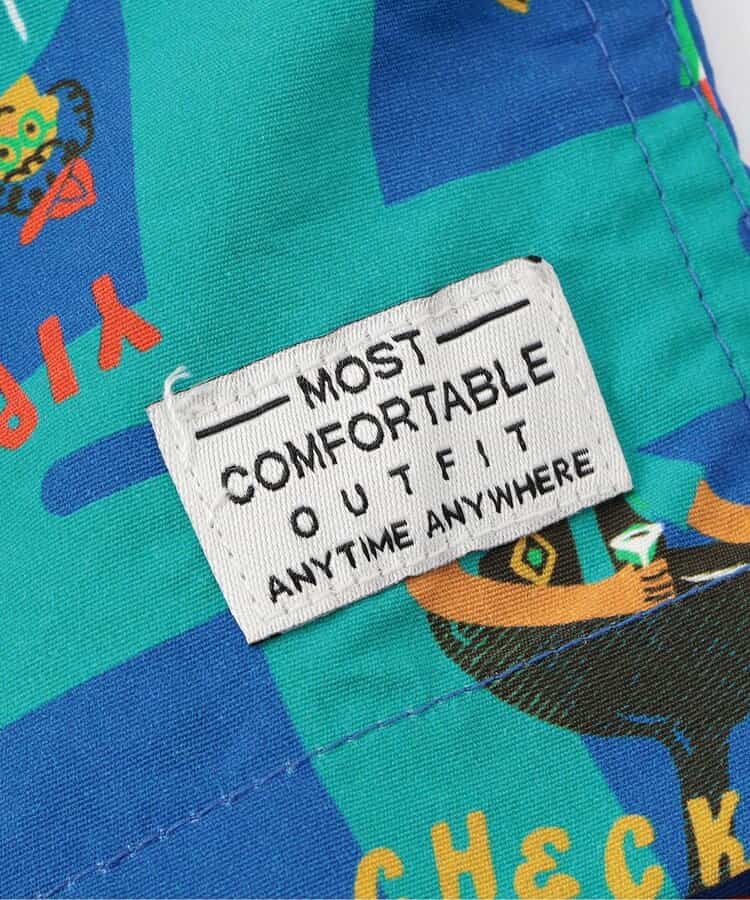 MOST
COMFORTABLE
OUTFIT
ANYTIME ANYWHERE
CHECK